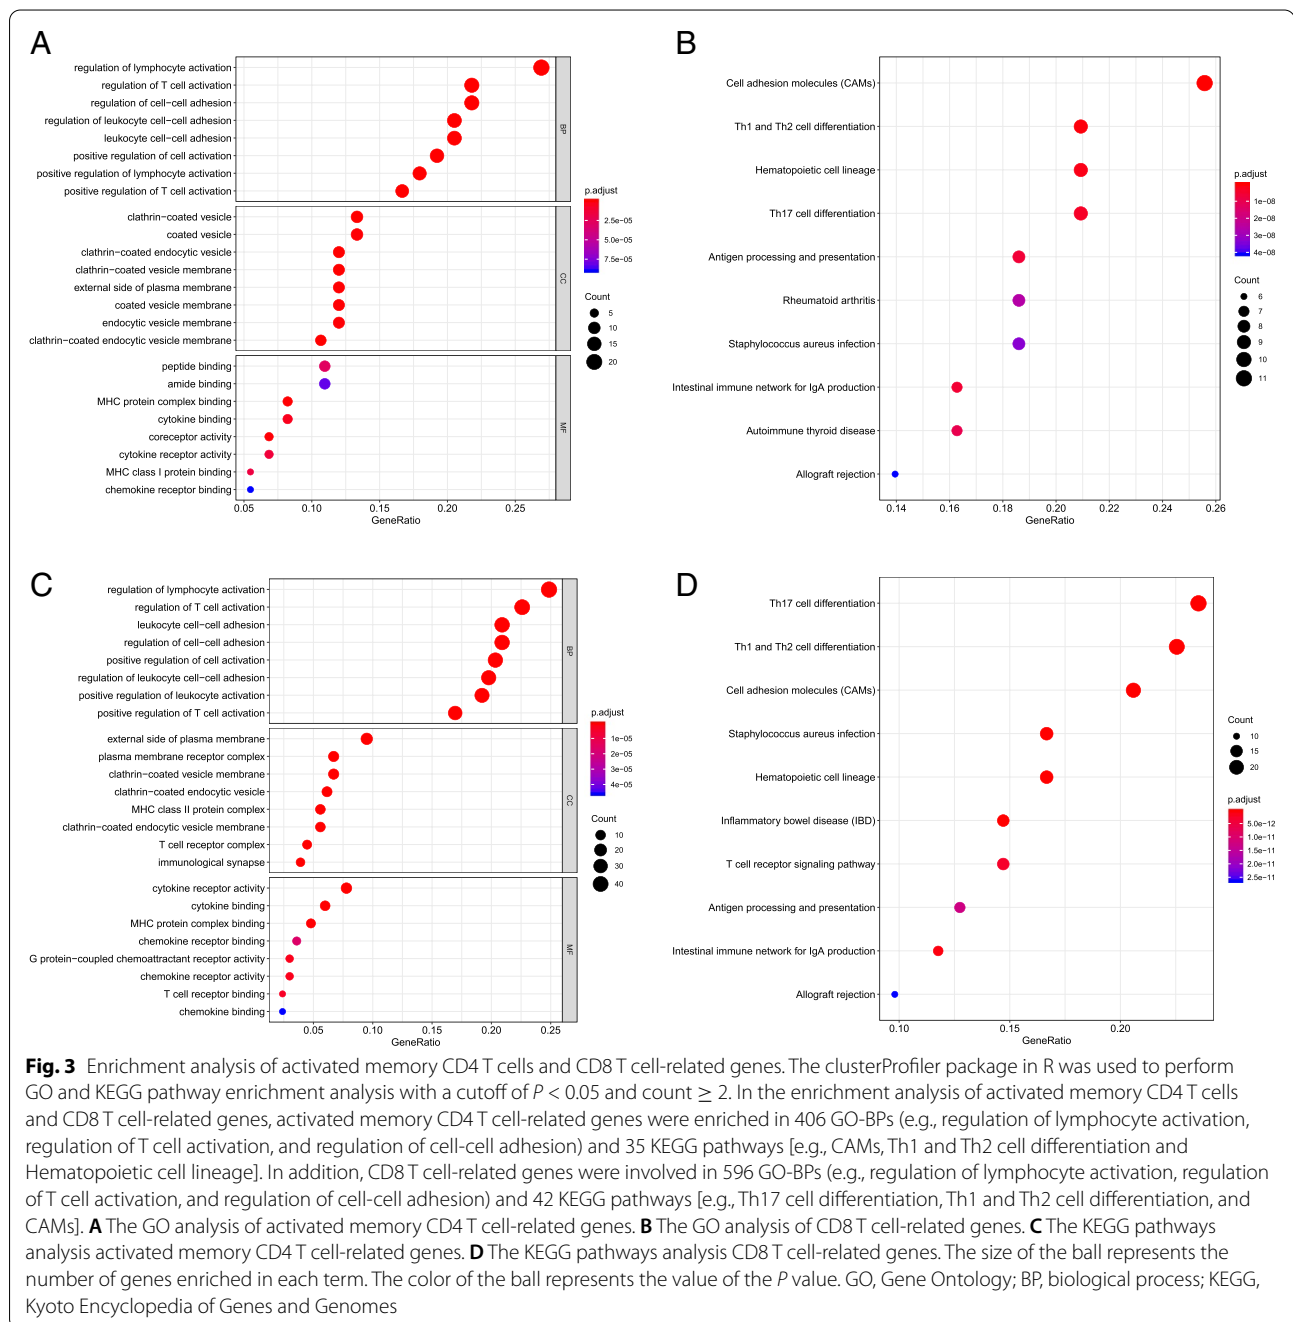 A
regulation of lymphocyte activation
regulation of T cell activation
regulation of cell−cell adhesion
regulation of leukocyte cell−cell adhesion
leukocyte cell−cell adhesion
positive regulation of cell activation
positive regulation of lymphocyte activation
positive regulation of T cell activation
BP
clathrin−coated vesicle
coated vesicle
clathrin−coated endocytic vesicle
clathrin−coated vesicle membrane
external side of plasma membrane
coated vesicle membrane
endocytic vesicle membrane
clathrin−coated endocytic vesicle membrane
CC
peptide binding
amide binding
MHC protein complex binding
cytokine binding
coreceptor activity
cytokine receptor activity
MHC class I protein binding
chemokine receptor binding
MF
0.05 0.10 0.15 0.20 0.25
GeneRatio
p.adjust
2.5e−05
5.0e−05
7.5e−05
Count
5
10
15
20
B
Cell adhesion molecules (CAMs)
Th1 and Th2 cell differentiation
Hematopoietic cell lineage
Th17 cell differentiation
Antigen processing and presentation
Rheumatoid arthritis
Staphylococcus aureus infection
Intestinal immune network for IgA production
Autoimmune thyroid disease
Allograft rejection
0.14 0.16 0.18 0.20 0.22 0.24 0.26
GeneRatio
p.adjust
1e−08
2e−08
3e−08
4e−08
Count
6
7
8
9
10
11
C
regulation of lymphocyte activation
regulation of T cell activation
leukocyte cell−cell adhesion
regulation of cell−cell adhesion
positive regulation of cell activation
regulation of leukocyte cell−cell adhesion
positive regulation of leukocyte activation
positive regulation of T cell activation
BP
external side of plasma membrane
plasma membrane receptor complex
clathrin−coated vesicle membrane
clathrin−coated endocytic vesicle
MHC class II protein complex
clathrin−coated endocytic vesicle membrane
T cell receptor complex
immunological synapse
CC
cytokine receptor activity
cytokine binding
MHC protein complex binding
chemokine receptor binding
G protein−coupled chemoattractant receptor activity
chemokine receptor activity
T cell receptor binding
chemokine binding
MF
0.05 0.10 0.15 0.20 0.25
GeneRatio
p.adjust
1e−05
2e−05
3e−05
4e−05
Count
10
20
30
40
D
Th17 cell differentiation
Th1 and Th2 cell differentiation
Cell adhesion molecules (CAMs)
Staphylococcus aureus infection
Hematopoietic cell lineage
Inflammatory bowel disease (IBD)
T cell receptor signaling pathway
Antigen processing and presentation
Intestinal immune network for IgA production
Allograft rejection
0.10 0.15 0.20
GeneRatio
Count
10
15
20
p.adjust
5.0e−12
1.0e−11
1.5e−11
2.0e−11
2.5e−11
Fig. 3 Enrichment analysis of activated memory CD4 T cells and CD8 T cell-related genes. The clusterProfiler package in R was used to perform
GO and KEGG pathway enrichment analysis with a cutoff of P < 0.05 and count ≥ 2. In the enrichment analysis of activated memory CD4 T cells
and CD8 T cell-related genes, activated memory CD4 T cell-related genes were enriched in 406 GO-BPs (e.g., regulation of lymphocyte activation,
regulation of T cell activation, and regulation of cell-cell adhesion) and 35 KEGG pathways [e.g., CAMs, Th1 and Th2 cell differentiation and
Hematopoietic cell lineage]. In addition, CD8 T cell-related genes were involved in 596 GO-BPs (e.g., regulation of lymphocyte activation, regulation
of T cell activation, and regulation of cell-cell adhesion) and 42 KEGG pathways [e.g., Th17 cell differentiation, Th1 and Th2 cell differentiation, and
CAMs]. A The GO analysis of activated memory CD4 T cell-related genes. B The GO analysis of CD8 T cell-related genes. C The KEGG pathways
analysis activated memory CD4 T cell-related genes. D The KEGG pathways analysis CD8 T cell-related genes. The size of the ball represents the
number of genes enriched in each term. The color of the ball represents the value of the P value. GO, Gene Ontology; BP, biological process; KEGG,
Kyoto Encyclopedia of Genes and Genomes